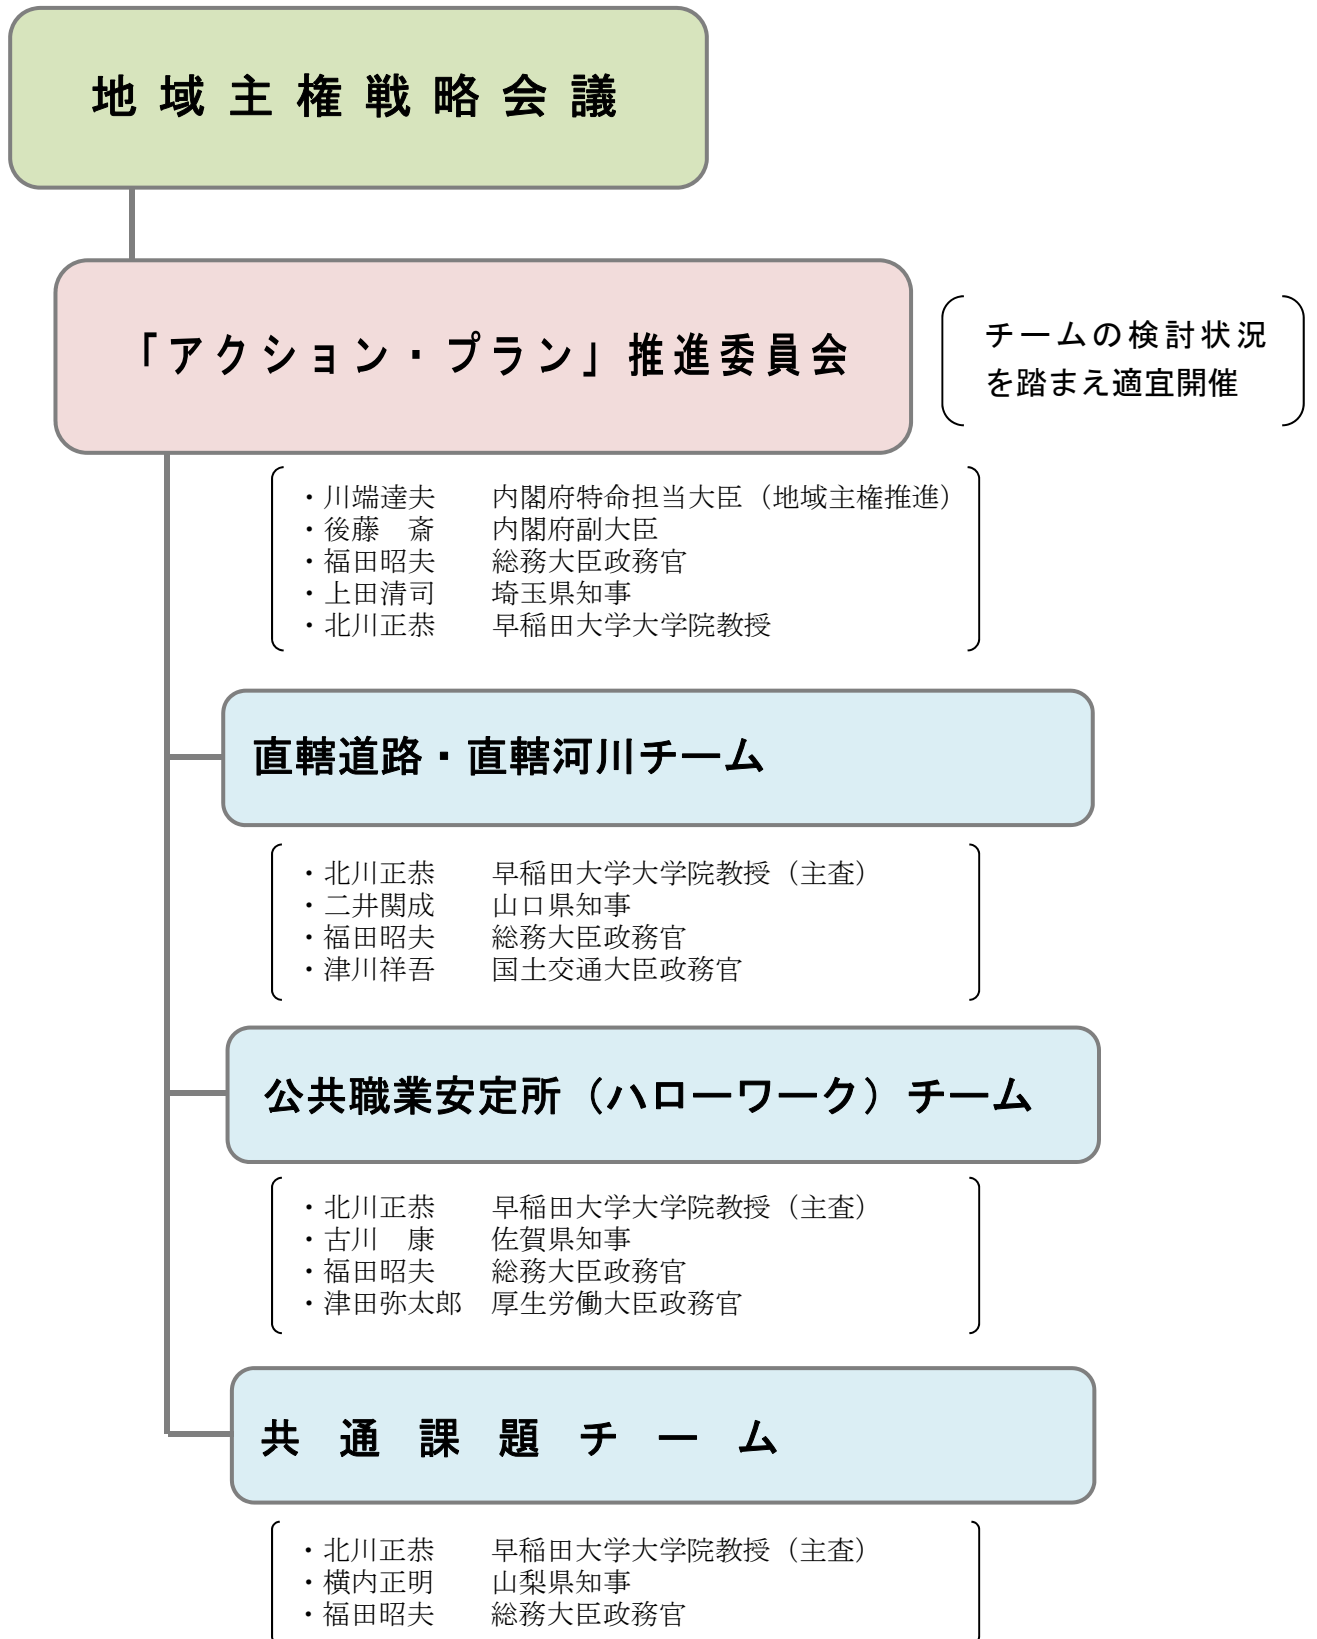 地域主権戦略会議
「アクション・プラン」推進委員会
チームの検討状況
を踏まえ適宜開催
・川端達夫　　内閣府特命担当大臣（地域主権推進）
・後藤　斎　　内閣府副大臣
・福田昭夫　　総務大臣政務官
・上田清司　　埼玉県知事
・北川正恭　　早稲田大学大学院教授
直轄道路・直轄河川チーム
・北川正恭　　早稲田大学大学院教授（主査）
・二井関成　　山口県知事
・福田昭夫　　総務大臣政務官
・津川祥吾　　国土交通大臣政務官
公共職業安定所（ハローワーク）チーム
・北川正恭　　早稲田大学大学院教授（主査）
・古川　康　　佐賀県知事
・福田昭夫　　総務大臣政務官
・津田弥太郎　厚生労働大臣政務官
共通課題チーム
・北川正恭　　早稲田大学大学院教授（主査）
・横内正明　　山梨県知事
・福田昭夫　　総務大臣政務官